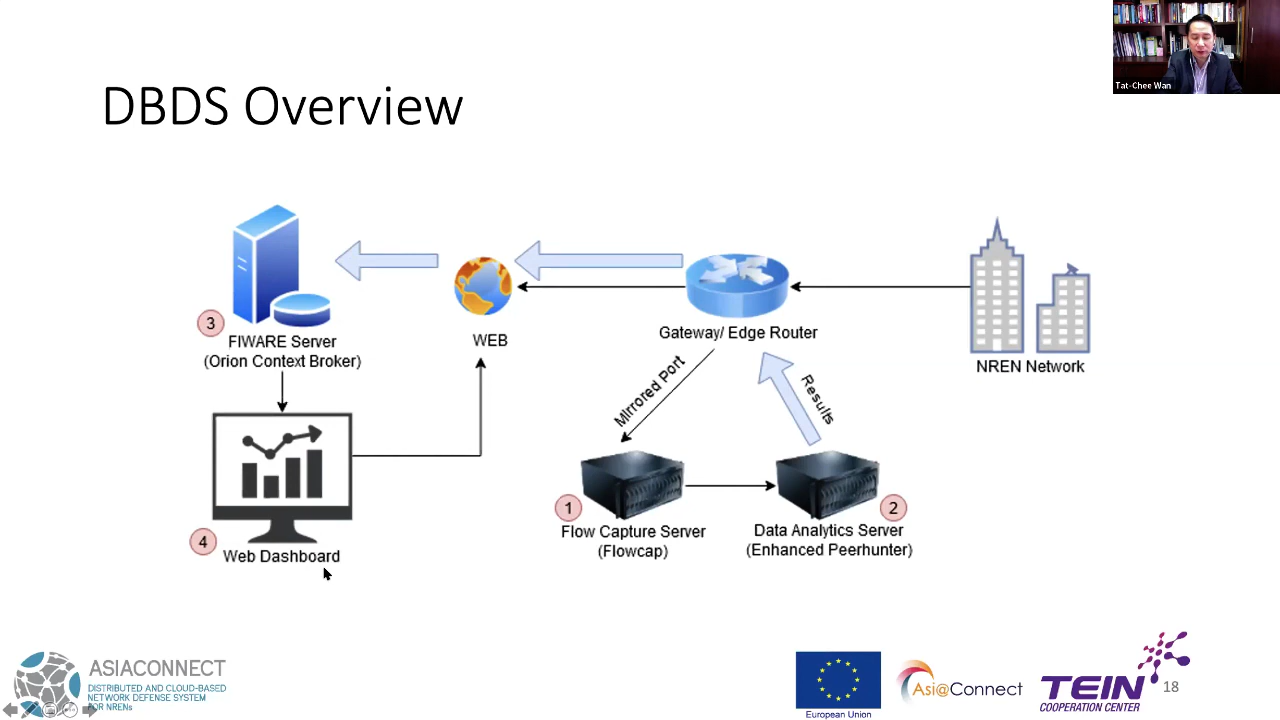 Tat-Chee Wan
DBDS Overview
3
FIWARE Server
(Orion Context Broker)
WEB
Gateway/ Edge Router
NREN Network
Mirrored Port
Results
4
Web Dashboard
1
Flow Capture Server
(Flowcap)
2
Data Analytics Server
(Enhanced Peerhunter)
ASIACONNECT
DISTRIBUTED AND CLOUD-BASED
NETWORK DEFENSE SYSTEM
FOR NRENs
European Union
Asi@Connect
TEIN
COOPERATION CENTER
18